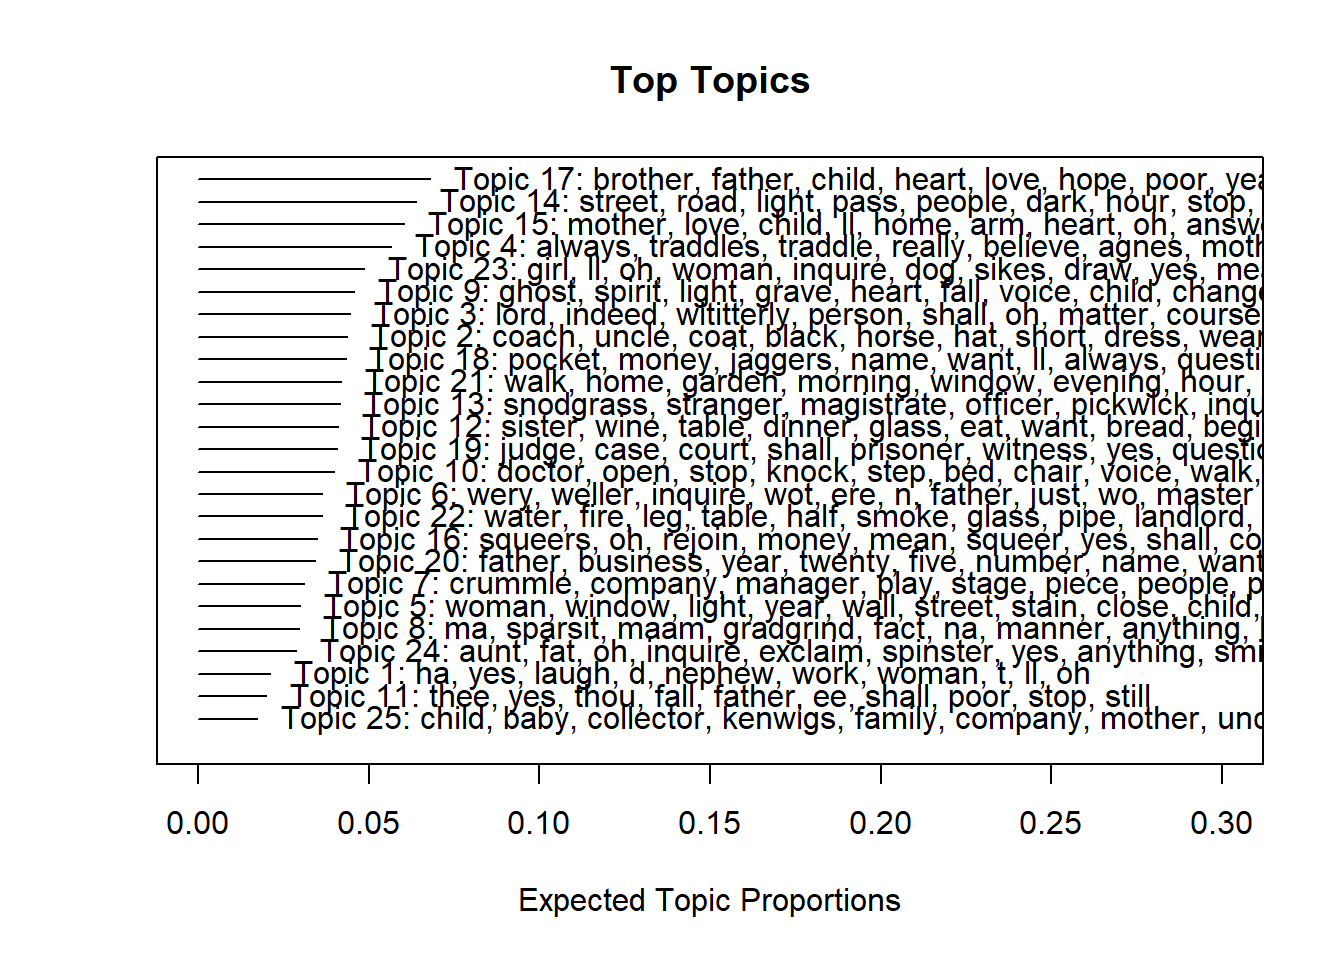 Top Topics
Topic 17: brother, father, child, heart, love, hope, poor, yea
Topic 14: street, road, light, pass, people, dark, hour, stop,
Topic 15: mother, love, child, ll, home, arm, heart, oh, answe
Topic 4: always, traddles, traddle, really, believe, agnes, moth
Topic 23: girl, ll, oh, woman, inquire, dog, sikes, draw, yes, mea
Topic 9: ghost, spirit, light, grave, heart, fall, voice, child, change
Topic 3: lord, indeed, wititterly, person, shall, oh, matter, course
Topic 2: coach, uncle, coat, black, horse, hat, short, dress, wear
Topic 18: pocket, money, jaggers, name, want, ll, always, questi
Topic 21: walk, home, garden, morning, window, evening, hour,
Topic 13: snodgrass, stranger, magistrate, officer, pickwick, inqu
Topic 12: sister, wine, table, dinner, glass, eat, want, bread, begi
Topic 19: judge, case, court, shall, prisoner, witness, yes, questio
Topic 10: doctor, open, stop, knock, step, bed, chair, voice, walk,
Topic 6: wery, weller, inquire, wot, ere, n, father, just, wo, master
Topic 22: water, fire, leg, table, half, smoke, glass, pipe, landlord,
Topic 16: squeers, oh, rejoin, money, mean, squeer, yes, shall, co
Topic 20: father, business, year, twenty, five, number, name, want
Topic 7: crummle, company, manager, play, stage, piece, people, p
Topic 5: woman, window, light, year, wall, street, stain, close, child,
Topic 8: ma, sparsit, maam, gradgrind, fact, na, manner, anything,
Topic 24: aunt, fat, oh, inquire, exclaim, spinster, yes, anything, smi
Topic 1: ha, yes, laugh, d, nephew, work, woman, t, ll, oh
Topic 11: thee, yes, thou, fall, father, ee, shall, poor, stop, still
Topic 25: child, baby, collector, kenwigs, family, company, mother, unc
0.00 0.05 0.10 0.15 0.20 0.25 0.30
Expected Topic Proportions